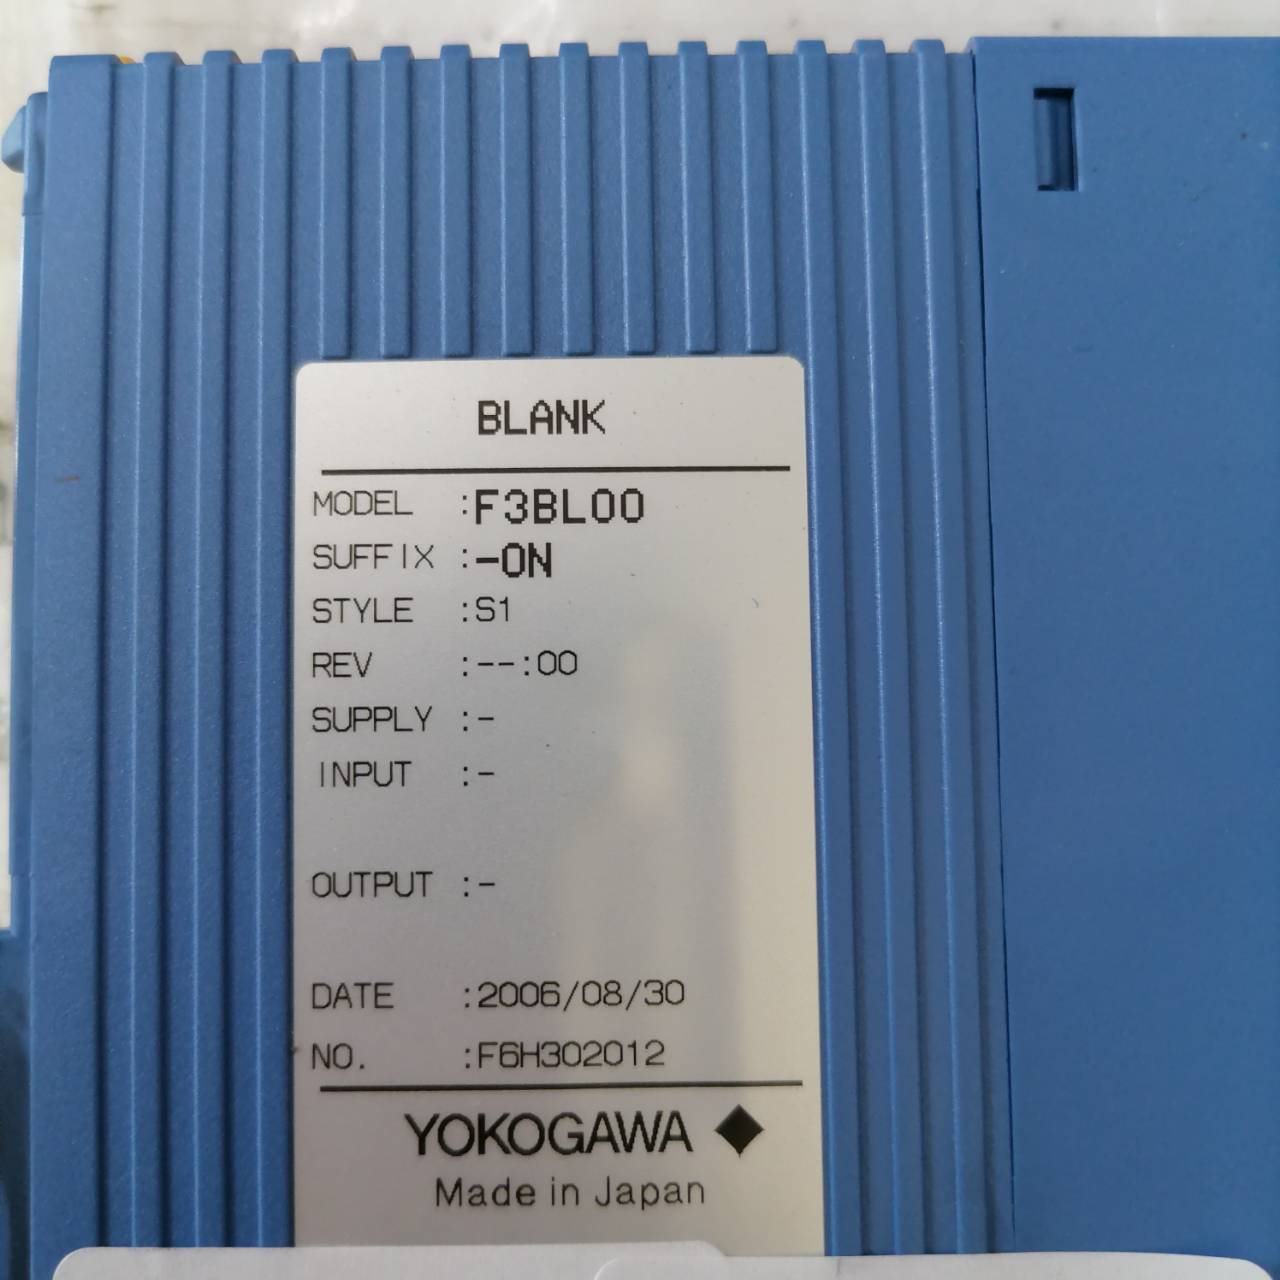 BLANK
MODEL :F3BL00
SUFFIX :-0N
STYLE :S1
REV :--:00
SUPPLY :-
INPUT :-
OUTPUT :-
DATE :2006/08/30
NO. :F6H302012
YOKOGAWA
Made in Japan